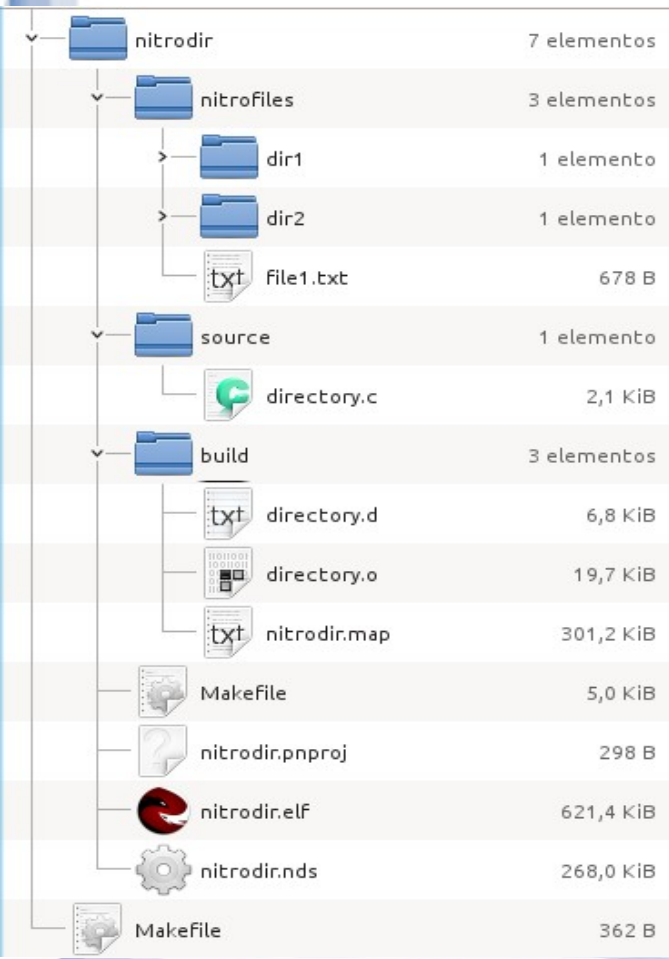 nitrodir 7 elementos
nitrofiles 3 elementos
dir1 1 elemento
dir2 1 elemento
txt file1.txt 678 B
source 1 elemento
directory.c 2,1 KiB
build 3 elementos
txt directory.d 6,8 KiB
directory.o 19,7 KiB
txt nitrodir.map 301,2 KiB
Makefile 5,0 KiB
nitrodir.pnproj 298 B
nitrodir.elf 621,4 KiB
nitrodir.nds 268,0 KiB
Makefile 362 B